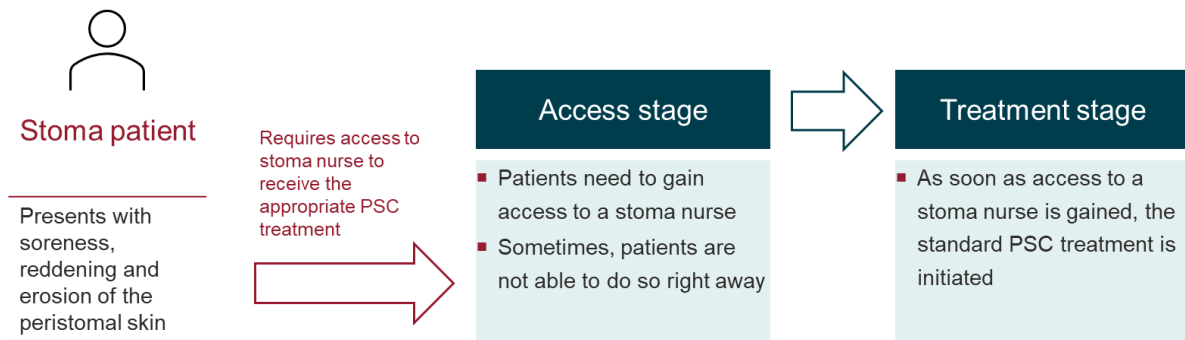 Stoma patient
Presents with
soreness,
reddening and
erosion of the
peristomal skin
Requires access to
stoma nurse to
receive the
appropriate PSC
treatment
Access stage
▪ Patients need to gain
access to a stoma nurse
▪ Sometimes, patients are
not able to do so right away
Treatment stage
▪ As soon as access to a
stoma nurse is gained, the
standard PSC treatment is
initiated